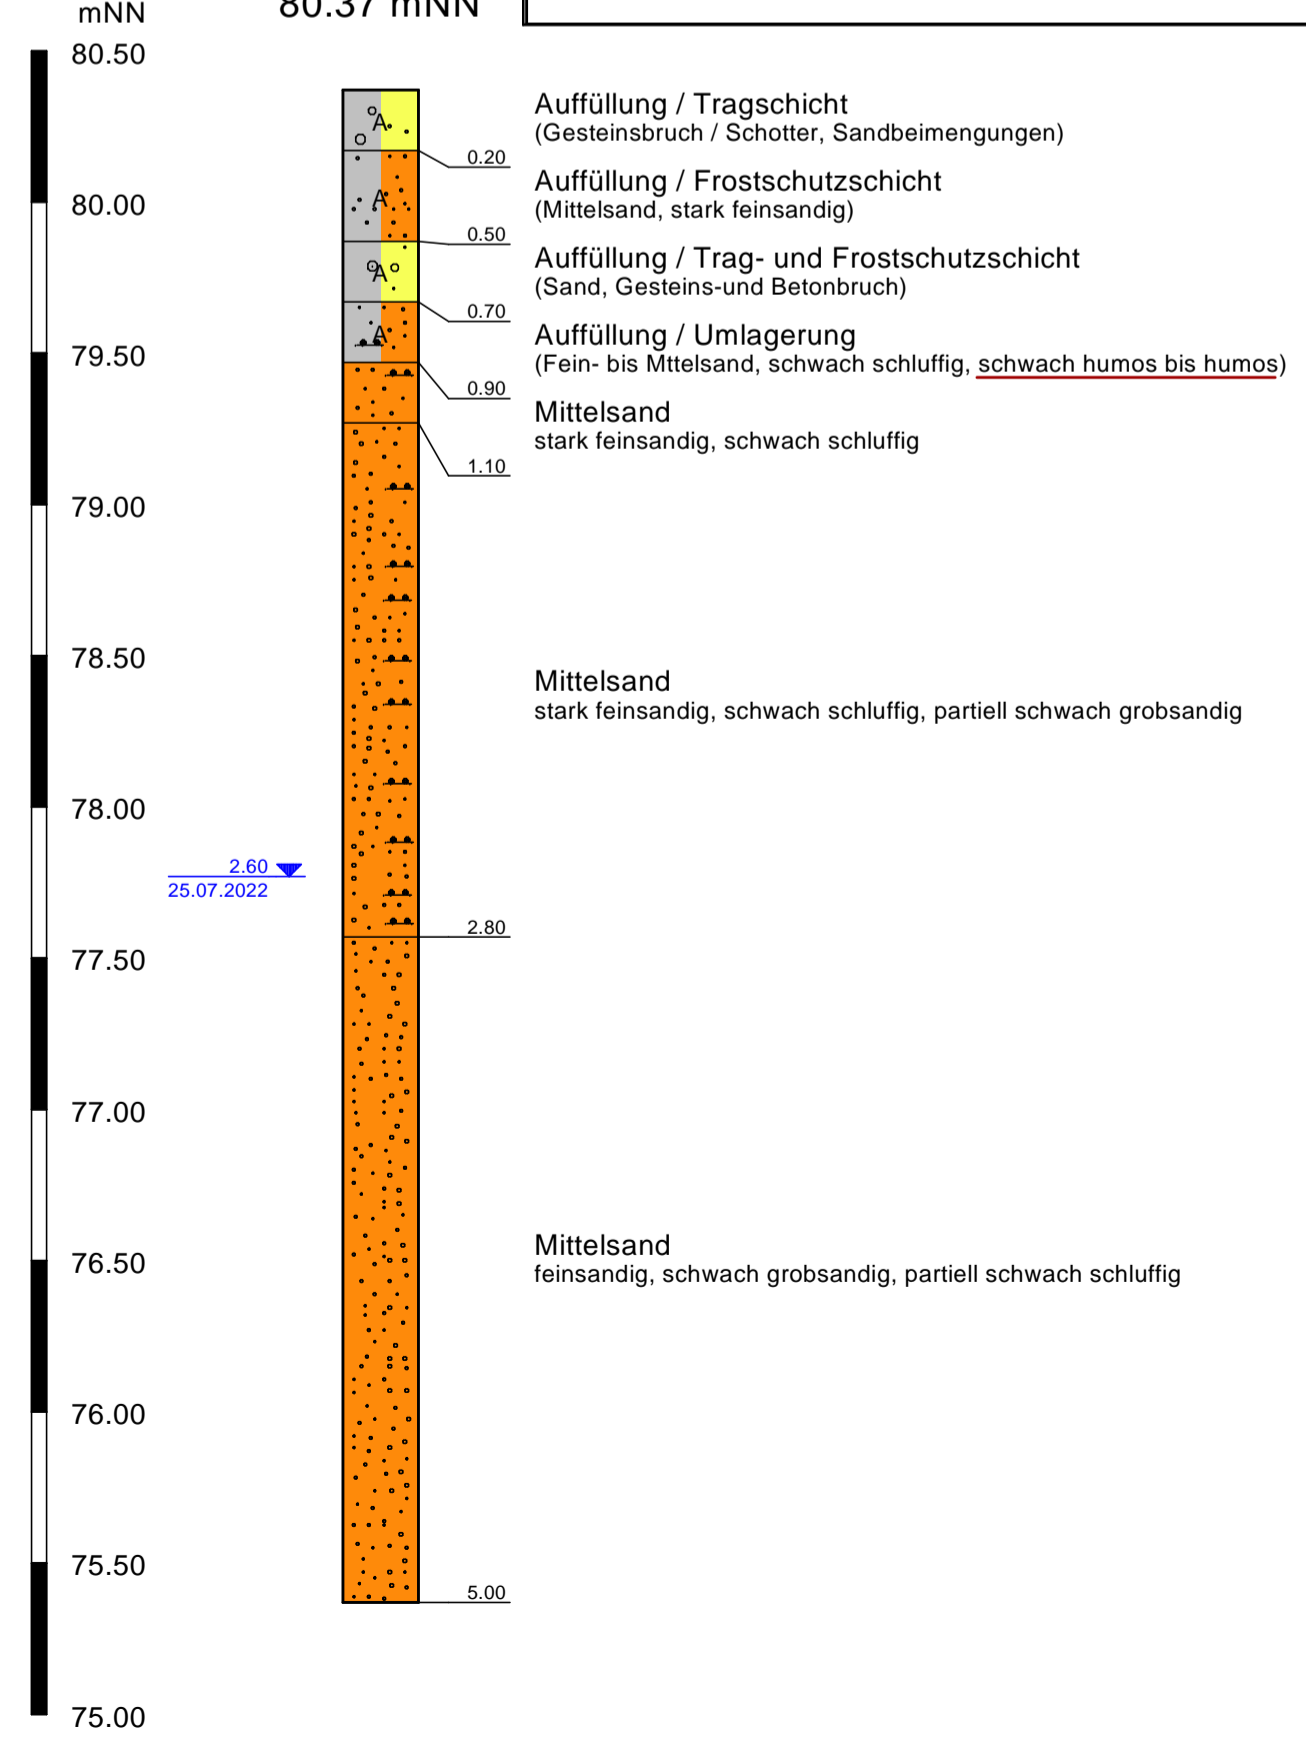 mNN
80.37 mNN
80.50
Auffüllung / Tragschicht
(Gesteinsbruch / Schotter, Sandbeimengungen)
A
0.20
Auffüllung / Frostschutzschicht
80.00
A
(Mittelsand, stark feinsandig)
0.50
Auffüllung / Trag- und Frostschutzschicht
A
(Sand, Gesteins-und Betonbruch)
0.70
Auffüllung / Umlagerung
A
79.50
(Fein- bis Mttelsand, schwach schluffig, schwach humos bis humos)
0.90
Mittelsand
stark feinsandig, schwach schluffig
1.10
79.00
78.50
Mittelsand
stark feinsandig, schwach schluffig, partiell schwach grobsandig
78.00
2.60
25.07.2022
2.80
77.50
77.00
76.50
Mittelsand
feinsandig, schwach grobsandig, partiell schwach schluffig
76.00
75.50
5.00
75.00